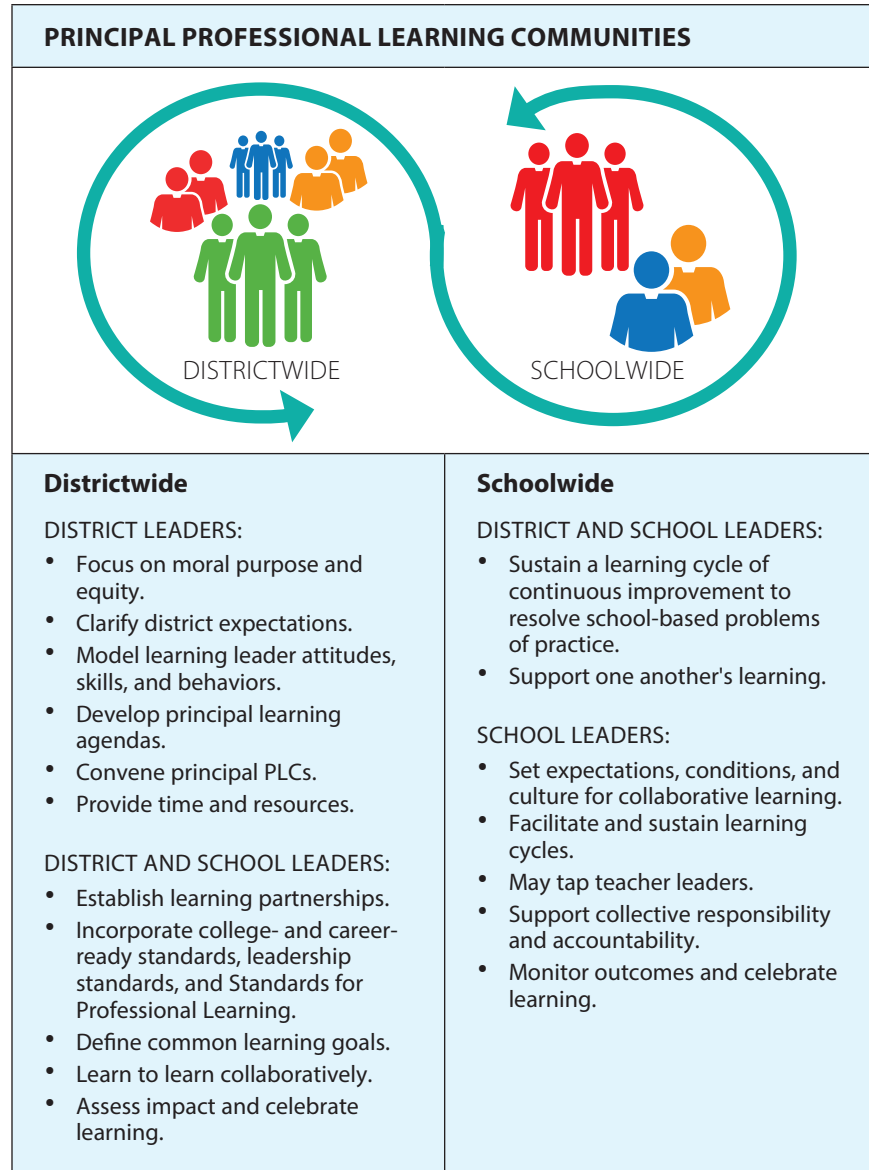 PRINCIPAL PROFESSIONAL LEARNING COMMUNITIES
DISTRICTWIDE
SCHOOLWIDE
Districtwide
DISTRICT LEADERS:
• Focus on moral purpose and
equity.
• Clarify district expectations.
• Model learning leader attitudes,
skills, and behaviors.
• Develop principal learning
agendas.
• Convene principal PLCs.
• Provide time and resources.
DISTRICT AND SCHOOL LEADERS:
• Establish learning partnerships.
• Incorporate college- and career-
ready standards, leadership
standards, and Standards for
Professional Learning.
• Define common learning goals.
• Learn to learn collaboratively.
• Assess impact and celebrate
learning.
Schoolwide
DISTRICT AND SCHOOL LEADERS:
• Sustain a learning cycle of
continuous improvement to
resolve school-based problems
of practice.
• Support one another's learning.
SCHOOL LEADERS:
• Set expectations, conditions, and
culture for collaborative learning.
• Facilitate and sustain learning
cycles.
• May tap teacher leaders.
• Support collective responsibility
and accountability.
• Monitor outcomes and celebrate
learning.